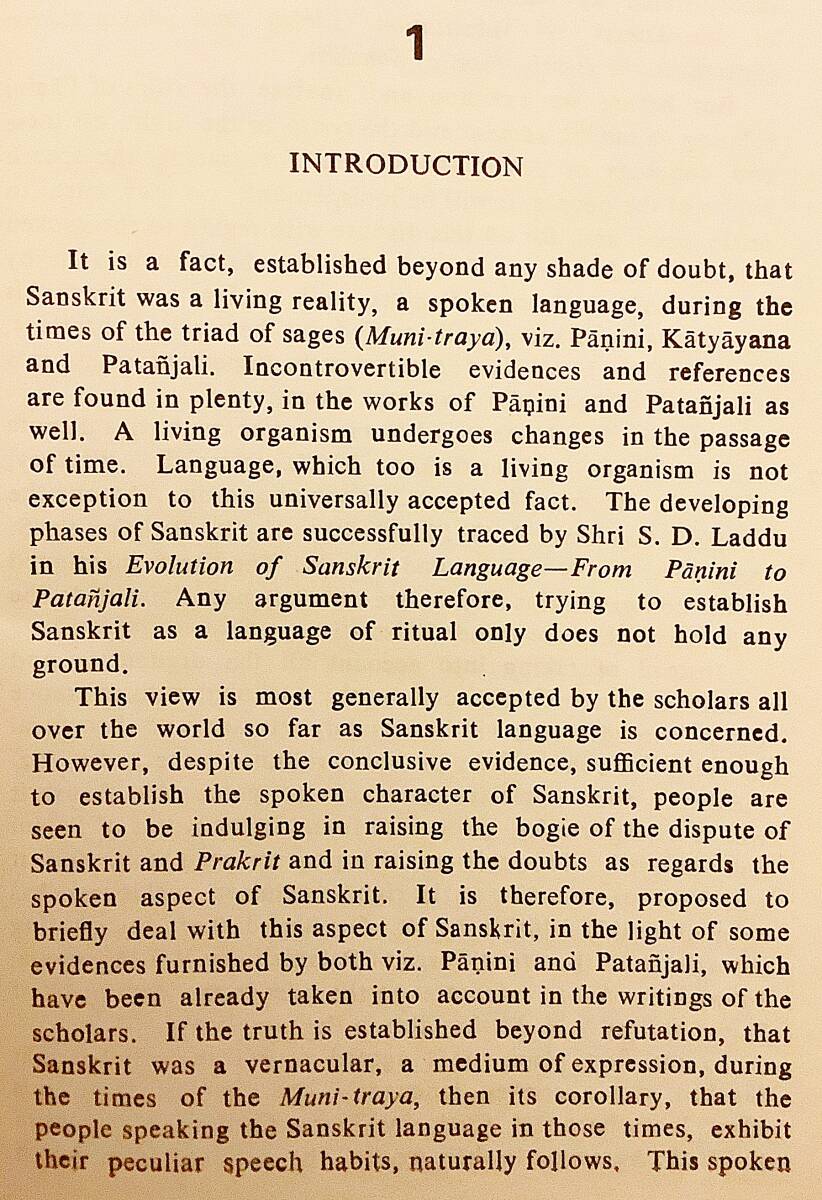 1
INTRODUCTION
It is a fact, established beyond any shade of doubt, that
Sanskrit was a living reality, a spoken language, during the
times of the triad of sages (Muni-traya), viz. Pāṇini, Kātyāyana
and Patañjali. Incontrovertible evidences and references
are found in plenty, in the works of Pāṇini and Patañjali as
well. A living organism undergoes changes in the passage
of time. Language, which too is a living organism is not
exception to this universally accepted fact. The developing
phases of Sanskrit are successfully traced by Shri S. D. Laddu
in his Evolution of Sanskrit Language—From Pāṇini to
Patañjali. Any argument therefore, trying to establish
Sanskrit as a language of ritual only does not hold any
ground.
This view is most generally accepted by the scholars all
over the world so far as Sanskrit language is concerned.
However, despite the conclusive evidence, sufficient enough
to establish the spoken character of Sanskrit, people are
seen to be indulging in raising the bogie of the dispute of
Sanskrit and Prakrit and in raising the doubts as regards the
spoken aspect of Sanskrit. It is therefore, proposed to
briefly deal with this aspect of Sanskrit, in the light of some
evidences furnished by both viz. Pāṇini and Patañjali, which
have been already taken into account in the writings of the
scholars. If the truth is established beyond refutation, that
Sanskrit was a vernacular, a medium of expression, during
the times of the Muni-traya, then its corollary, that the
people speaking the Sanskrit language in those times, exhibit
their peculiar speech habits, naturally follows. This spoken